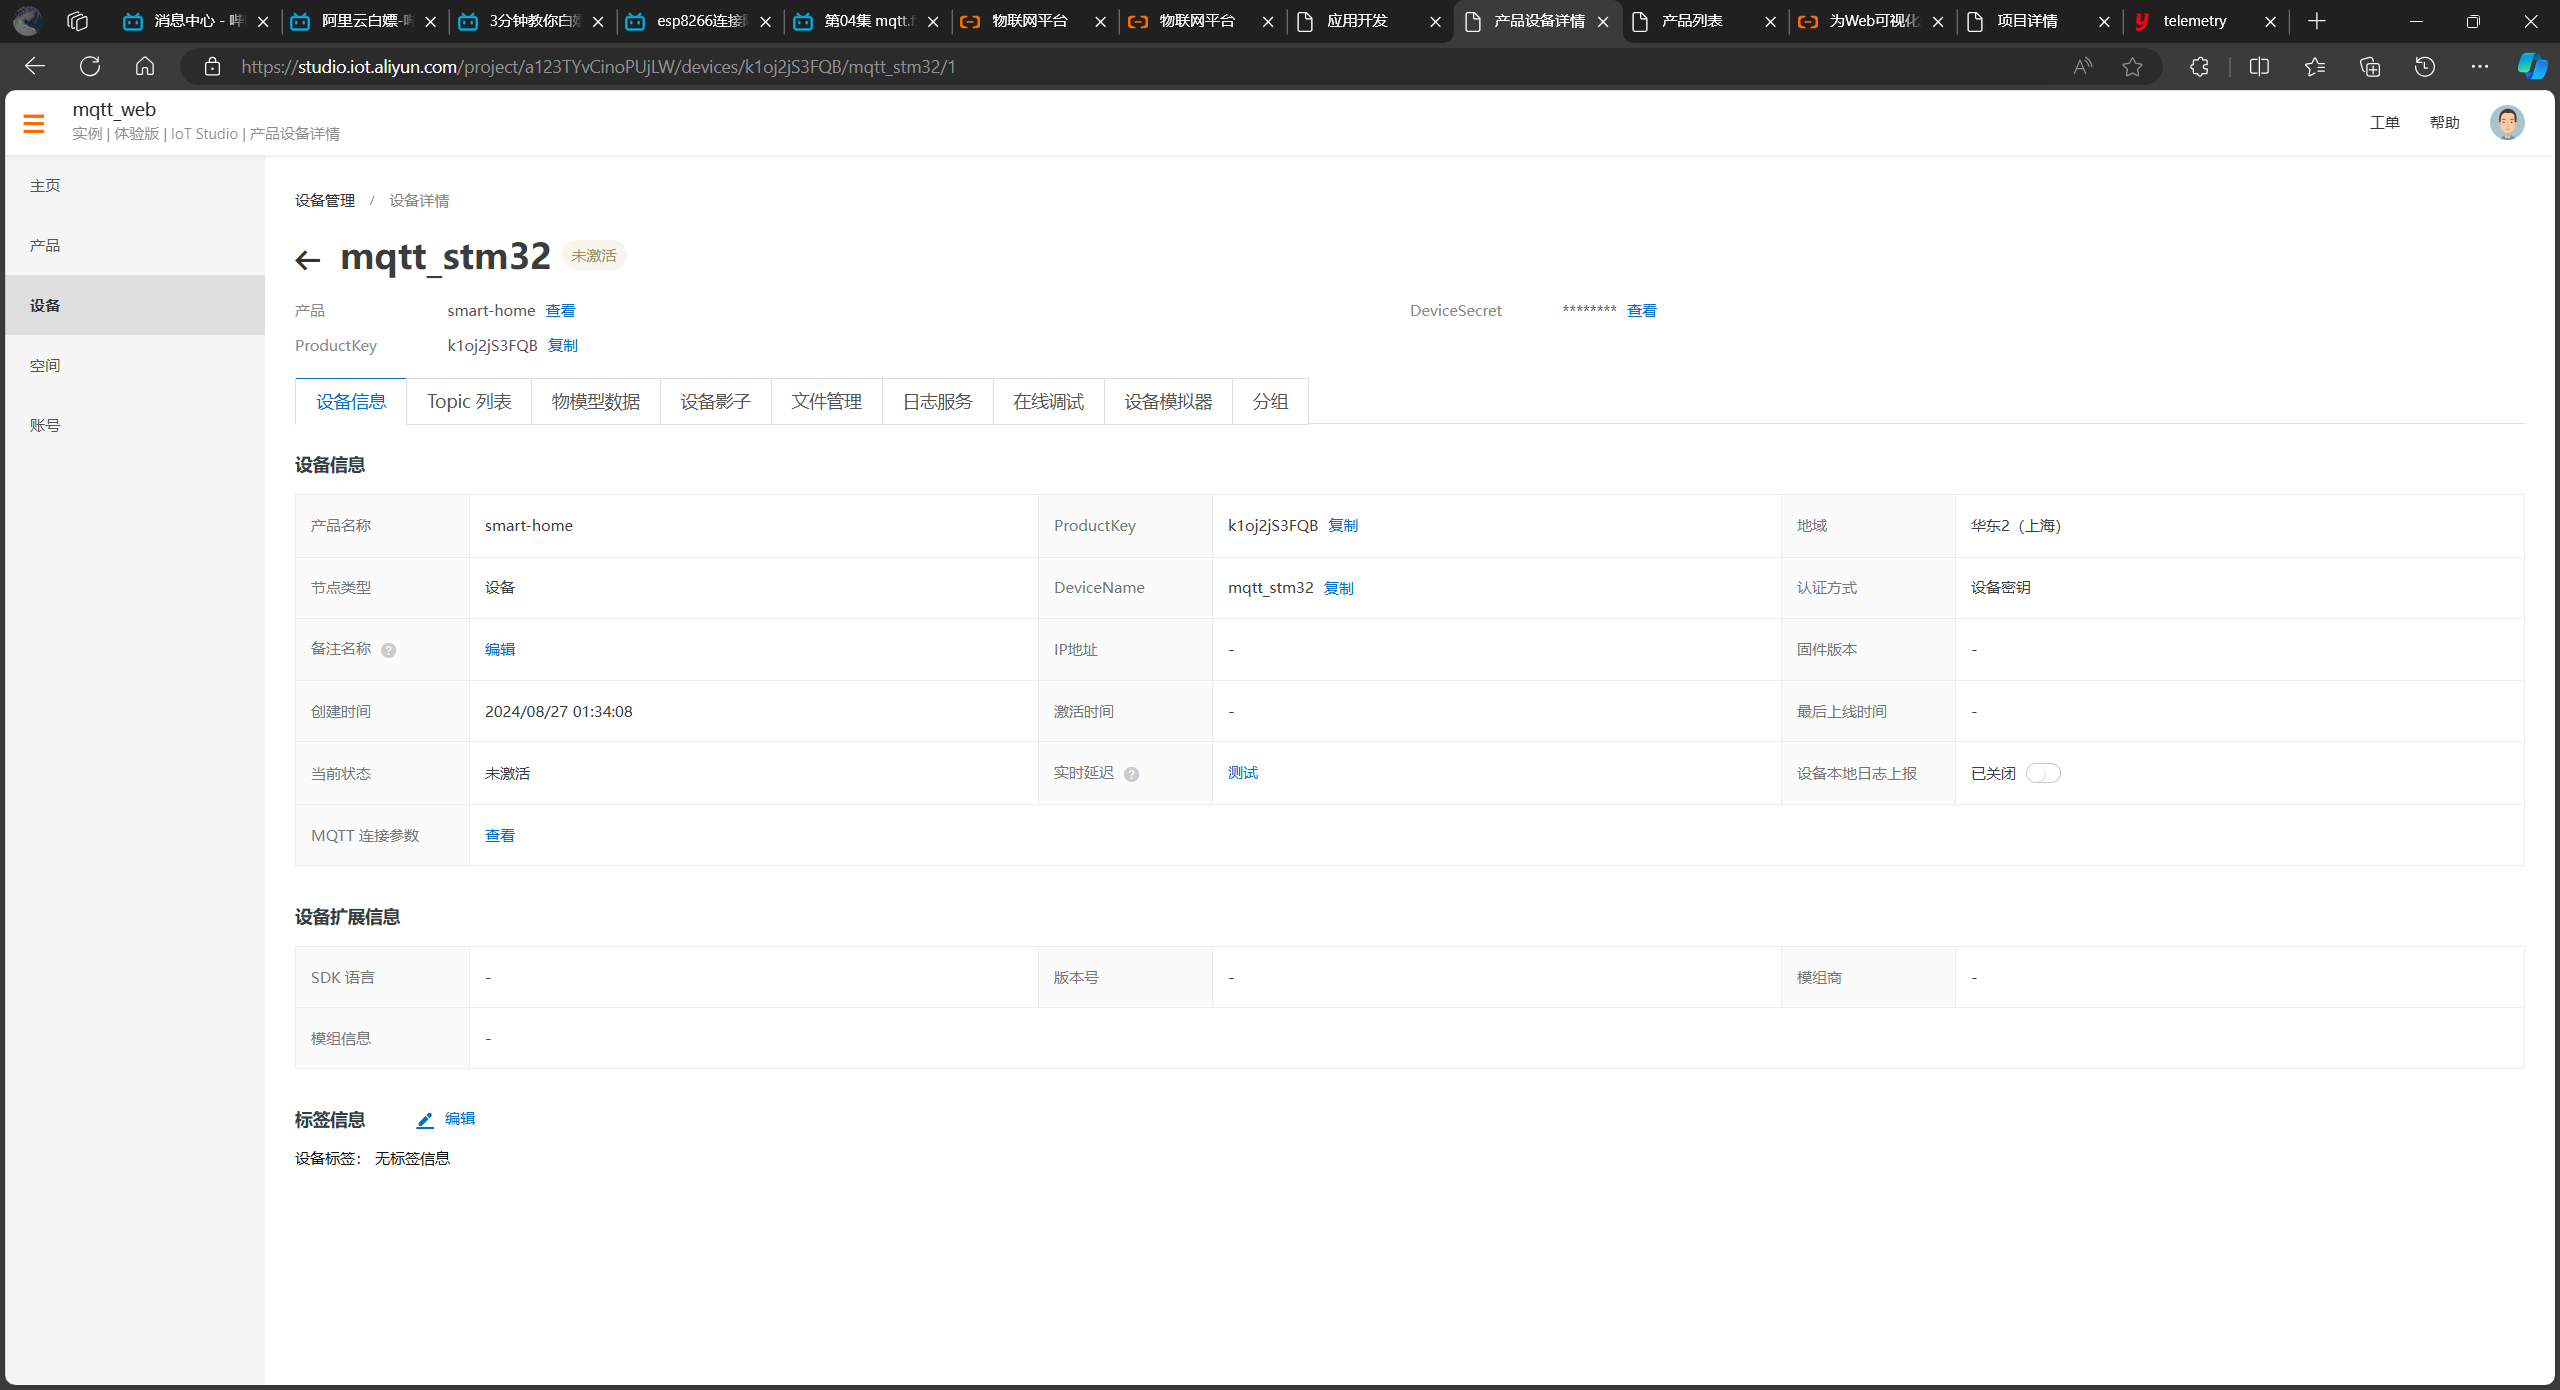 消息中心 - 哔
阿里云白嫖-哔
3分钟教你白嫖
esp8266连接阿
第04集 mqtt.f
物联网平台
物联网平台
应用开发
产品设备详情
产品列表
为Web可视化
项目详情
telemetry
https://studio.iot.aliyun.com/project/a123TYvCinoPUjLW/devices/k1oj2jS3FQB/mqtt_stm32/1
mqtt_web
实例 | 体验版 | IoT Studio | 产品设备详情
工单 帮助
主页
产品
设备
空间
账号
设备管理 / 设备详情
mqtt_stm32 未激活
产品 smart-home 查看 DeviceSecret ******** 查看
ProductKey k1oj2jS3FQB 复制
设备信息 Topic 列表 物模型数据 设备影子 文件管理 日志服务 在线调试 设备模拟器 分组
设备信息
产品名称 smart-home ProductKey k1oj2jS3FQB 复制 地域 华东2（上海）
节点类型 设备 DeviceName mqtt_stm32 复制 认证方式 设备密钥
备注名称 编辑 IP地址 - 固件版本 -
创建时间 2024/08/27 01:34:08 激活时间 - 最后上线时间 -
当前状态 未激活 实时延迟 测试 设备本地日志上报 已关闭
MQTT 连接参数 查看
设备扩展信息
SDK 语言 - 版本号 - 模组商 -
模组信息 -
标签信息 编辑
设备标签： 无标签信息